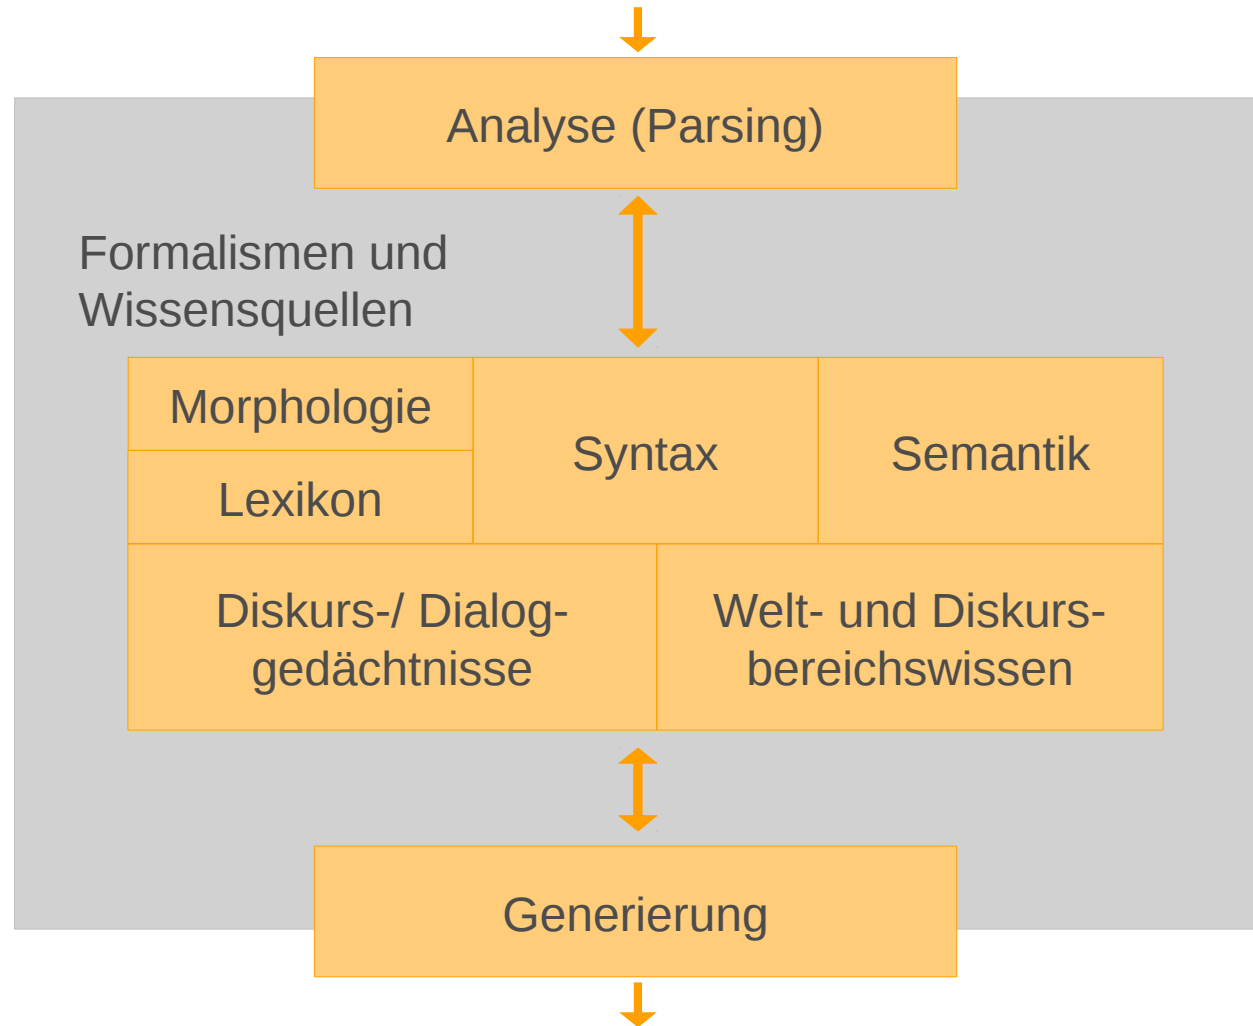 Analyse (Parsing)
Formalismen und
Wissensquellen
Morphologie
Lexikon
Syntax
Semantik
Diskurs-/ Dialog-
gedächtnisse
Welt- und Diskurs-
bereichswissen
Generierung